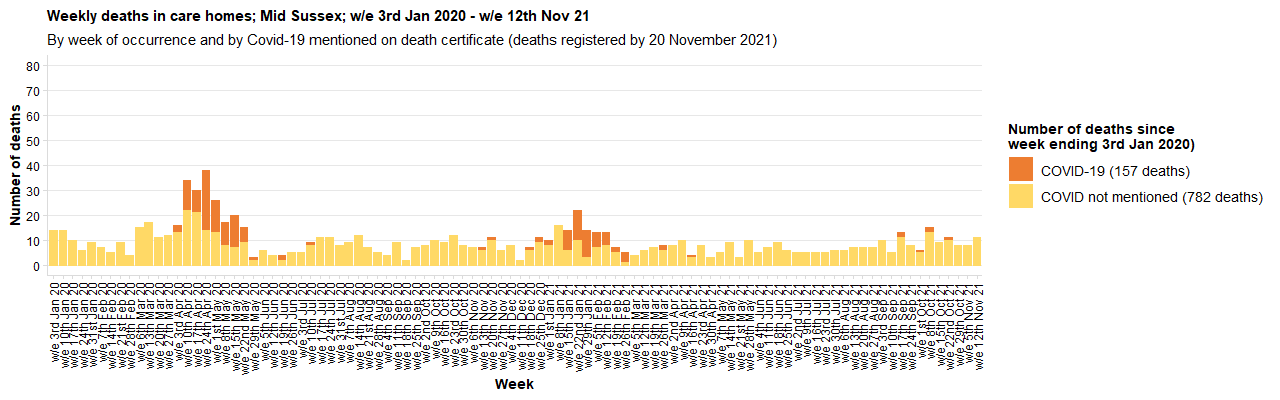 Weekly deaths in care homes; Mid Sussex; w/e 3rd Jan 2020 - w/e 12th Nov 21
By week of occurrence and by Covid-19 mentioned on death certificate (deaths registered by 20 November 2021)
Number of deaths
80
70
60
50
40
30
20
10
0
w/e 3rd Jan 20
w/e 10th Jan 20
w/e 17th Jan 20
w/e 24th Jan 20
w/e 31st Jan 20
w/e 7th Feb 20
w/e 14th Feb 20
w/e 21st Feb 20
w/e 28th Feb 20
w/e 6th Mar 20
w/e 13th Mar 20
w/e 20th Mar 20
w/e 27th Mar 20
w/e 3rd Apr 20
w/e 10th Apr 20
w/e 17th Apr 20
w/e 24th Apr 20
w/e 1st May 20
w/e 8th May 20
w/e 15th May 20
w/e 22nd May 20
w/e 29th May 20
w/e 5th Jun 20
w/e 12th Jun 20
w/e 19th Jun 20
w/e 26th Jun 20
w/e 3rd Jul 20
w/e 10th Jul 20
w/e 17th Jul 20
w/e 24th Jul 20
w/e 31st Jul 20
w/e 7th Aug 20
w/e 14th Aug 20
w/e 21st Aug 20
w/e 28th Aug 20
w/e 4th Sep 20
w/e 11th Sep 20
w/e 18th Sep 20
w/e 25th Sep 20
w/e 2nd Oct 20
w/e 9th Oct 20
w/e 16th Oct 20
w/e 23rd Oct 20
w/e 30th Oct 20
w/e 6th Nov 20
w/e 13th Nov 20
w/e 20th Nov 20
w/e 27th Nov 20
w/e 4th Dec 20
w/e 11th Dec 20
w/e 18th Dec 20
w/e 25th Dec 20
w/e 1st Jan 21
w/e 8th Jan 21
w/e 15th Jan 21
w/e 22nd Jan 21
w/e 29th Jan 21
w/e 5th Feb 21
w/e 12th Feb 21
w/e 19th Feb 21
w/e 26th Feb 21
w/e 5th Mar 21
w/e 12th Mar 21
w/e 19th Mar 21
w/e 26th Mar 21
w/e 2nd Apr 21
w/e 9th Apr 21
w/e 16th Apr 21
w/e 23rd Apr 21
w/e 30th Apr 21
w/e 7th May 21
w/e 14th May 21
w/e 21st May 21
w/e 28th May 21
w/e 4th Jun 21
w/e 11th Jun 21
w/e 18th Jun 21
w/e 25th Jun 21
w/e 2nd Jul 21
w/e 9th Jul 21
w/e 16th Jul 21
w/e 23rd Jul 21
w/e 30th Jul 21
w/e 6th Aug 21
w/e 13th Aug 21
w/e 20th Aug 21
w/e 27th Aug 21
w/e 3rd Sep 21
w/e 10th Sep 21
w/e 17th Sep 21
w/e 24th Sep 21
w/e 1st Oct 21
w/e 8th Oct 21
w/e 15th Oct 21
w/e 22nd Oct 21
w/e 29th Oct 21
w/e 5th Nov 21
w/e 12th Nov 21
Week
Number of deaths since
week ending 3rd Jan 2020)
COVID-19 (157 deaths)
COVID not mentioned (782 deaths)